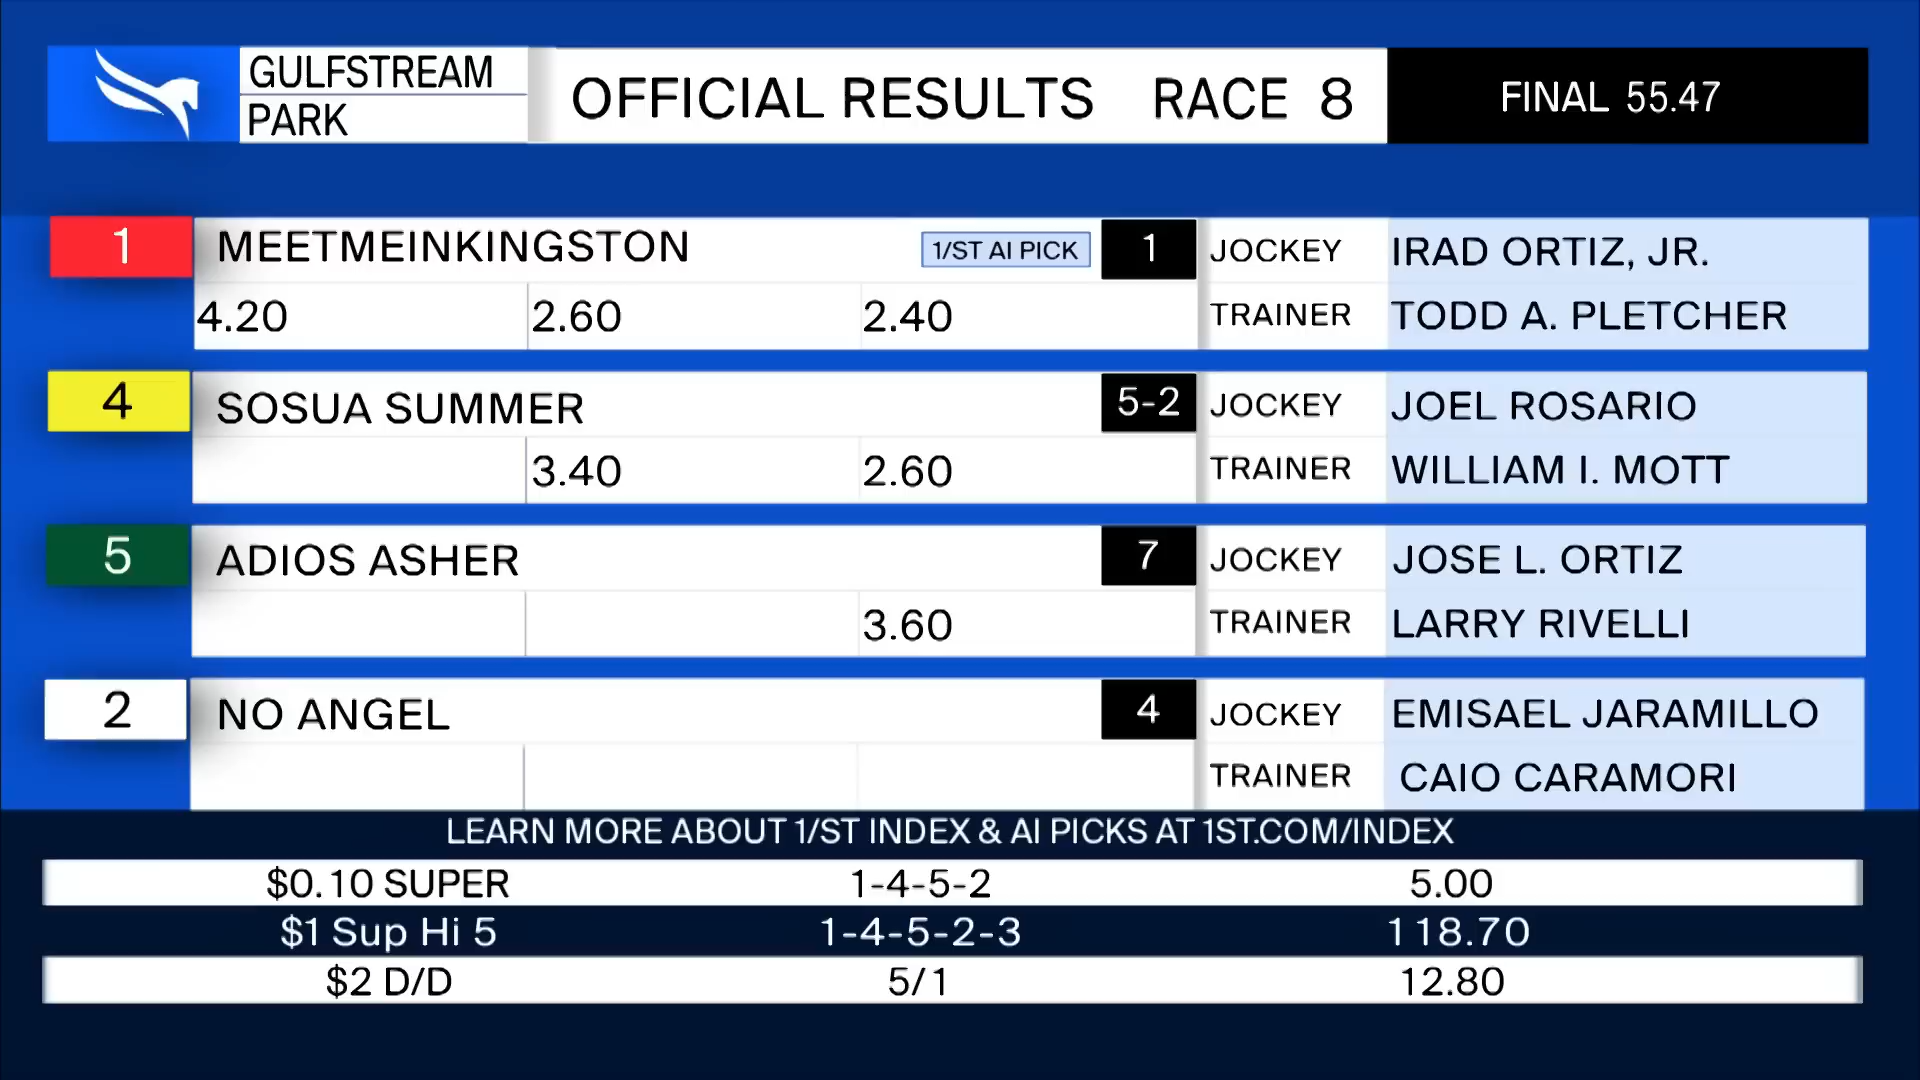 GULFSTREAM
PARK
OFFICIAL RESULTS RACE 8
FINAL 55.47
1 MEETMEINKINGSTON 1/ST AI PICK 1 JOCKEY IRAD ORTIZ, JR.
4.20 2.60 2.40 TRAINER TODD A. PLETCHER
4 SOSUA SUMMER 5-2 JOCKEY JOEL ROSARIO
3.40 2.60 TRAINER WILLIAM I. MOTT
5 ADIOS ASHER 7 JOCKEY JOSE L. ORTIZ
3.60 TRAINER LARRY RIVELLI
2 NO ANGEL 4 JOCKEY EMISAEL JARAMILLO
TRAINER CAIO CARAMORI
LEARN MORE ABOUT 1/ST INDEX & AI PICKS AT 1ST.COM/INDEX
$0.10 SUPER 1-4-5-2 5.00
$1 Sup Hi 5 1-4-5-2-3 118.70
$2 D/D 5/1 12.80